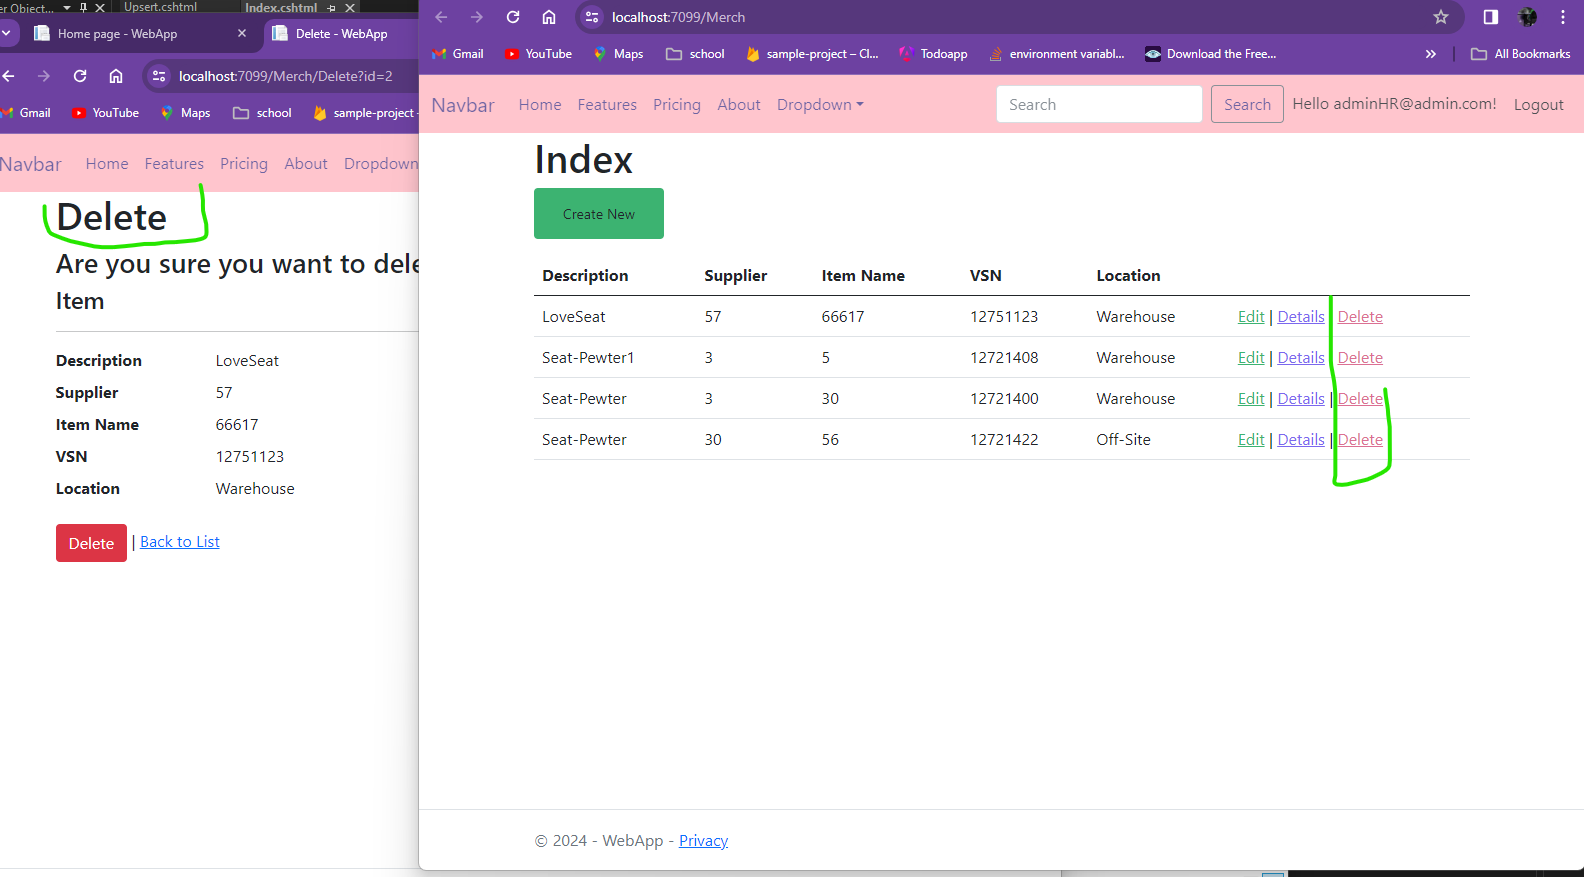 er Object...
Upsert.cshtml
Index.cshtml
Home page - WebApp
Delete - WebApp
localhost:7099/Merch/Delete?id=2
Gmail YouTube Maps school sample-project
Navbar Home Features Pricing About Dropdown
Delete
Are you sure you want to dele
Item
Description LoveSeat
Supplier 57
Item Name 66617
VSN 12751123
Location Warehouse
Delete | Back to List
localhost:7099/Merch
Gmail YouTube Maps school sample-project – Cl... Todoapp environment variabl... Download the Free... » All Bookmarks
Navbar Home Features Pricing About Dropdown Search Search Hello adminHR@admin.com! Logout
Index
Create New
Description Supplier Item Name VSN Location
LoveSeat 57 66617 12751123 Warehouse Edit | Details | Delete
Seat-Pewter1 3 5 12721408 Warehouse Edit | Details | Delete
Seat-Pewter 3 30 12721400 Warehouse Edit | Details | Delete
Seat-Pewter 30 56 12721422 Off-Site Edit | Details | Delete
© 2024 - WebApp - Privacy